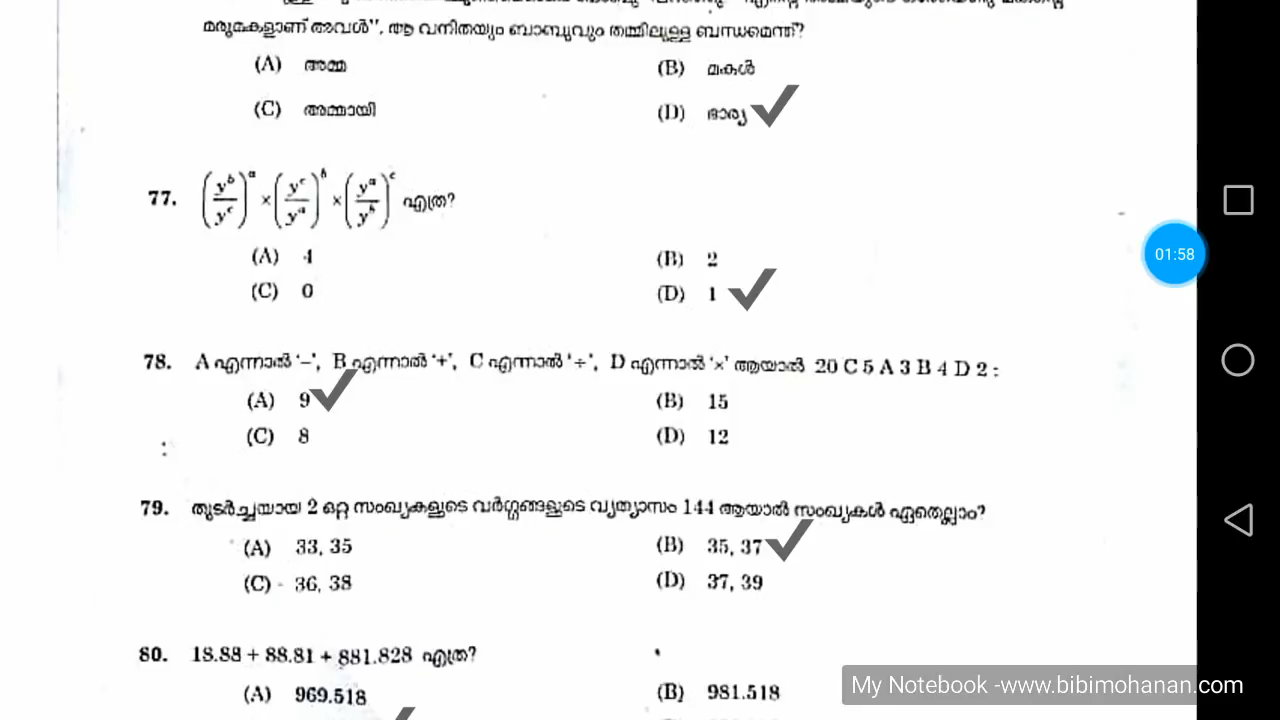 മരുമകളാണ് അവൾ", ആ വനിതയും ബാബുവും തമ്മിലുള്ള ബന്ധമെന്ത്?
(A) അമ്മ (B) മകൾ
(C) അമ്മായി (D) ഭാര്യ
77. (y^b/y^c)^a × (y^c/y^a)^b × (y^a/y^b)^c എത്ര?
(A) 4 (B) 2
(C) 0 (D) 1
78. A എന്നാൽ '–', B എന്നാൽ '+', C എന്നാൽ '÷', D എന്നാൽ '×' ആയാൽ 20 C 5 A 3 B 4 D 2 :
(A) 9 (B) 15
(C) 8 (D) 12
79. തുടർച്ചയായ 2 ഒറ്റ സംഖ്യകളുടെ വർഗ്ഗങ്ങളുടെ വ്യത്യാസം 144 ആയാൽ സംഖ്യകൾ ഏതെല്ലാം?
(A) 33, 35 (B) 35, 37
(C) 36, 38 (D) 37, 39
80. 18.88 + 88.81 + 881.828 എത്ര?
(A) 969.518 (B) 981.518
01:58
My Notebook -www.bibimohanan.com